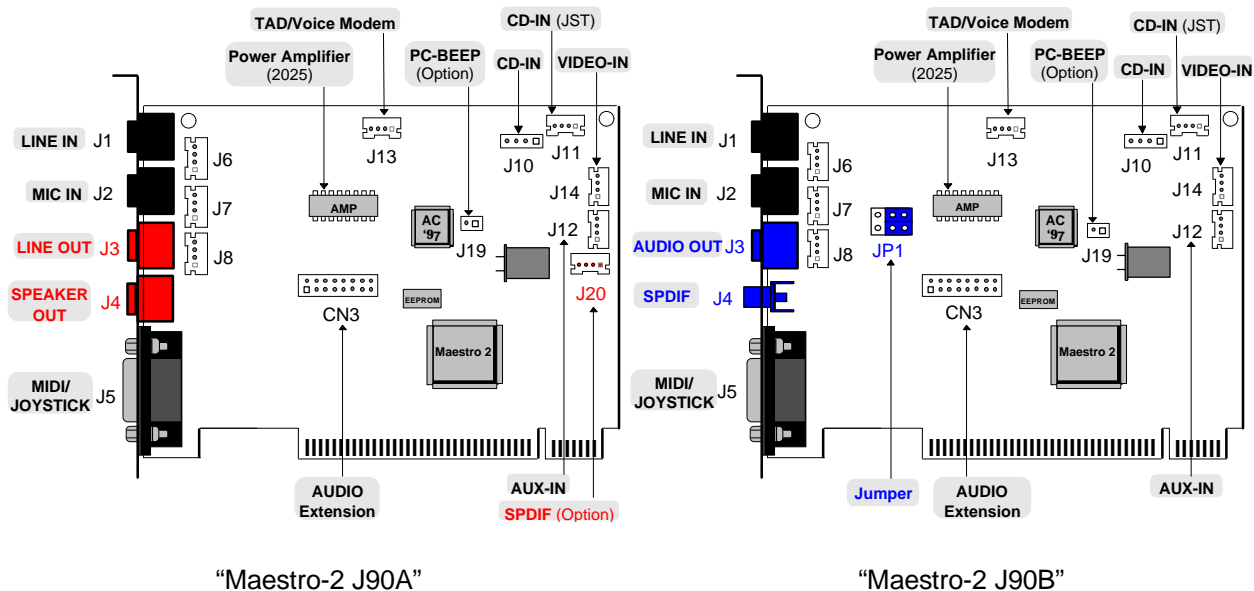 TAD/Voice Modem
CD-IN (JST)
Power Amplifier
(2025)
PC-BEEP
(Option)
CD-IN
VIDEO-IN
LINE IN
J1
J6
J13
J10
J11
MIC IN
J2
J7
AMP
AC
'97
J14
J12
LINE OUT
J3
J8
J19
J20
SPEAKER
OUT
J4
CN3
EEPROM
Maestro 2
MIDI/
JOYSTICK
J5
AUDIO
Extension
AUX-IN
SPDIF (Option)
"Maestro-2 J90A"
TAD/Voice Modem
CD-IN (JST)
Power Amplifier
(2025)
PC-BEEP
(Option)
CD-IN
VIDEO-IN
LINE IN
J1
J6
J13
J10
J11
MIC IN
J2
J7
AMP
AC
'97
J14
J12
AUDIO OUT
J3
J8
JP1
J19
SPDIF
J4
CN3
EEPROM
Maestro 2
MIDI/
JOYSTICK
J5
Jumper
AUDIO
Extension
AUX-IN
"Maestro-2 J90B"